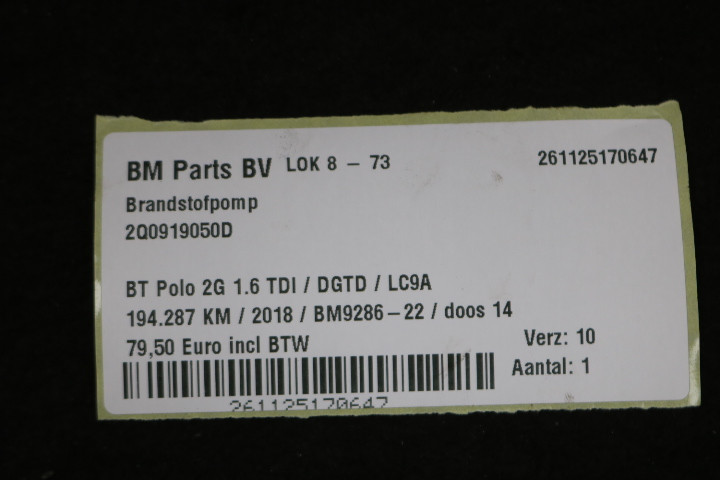 BM Parts BV LOK 8 – 73 261125170647
Brandstofpomp
2Q0919050D
BT Polo 2G 1.6 TDI / DGTD / LC9A
194.287 KM / 2018 / BM9286–22 / doos 14
79,50 Euro incl BTW Verz: 10
Aantal: 1
261125170647